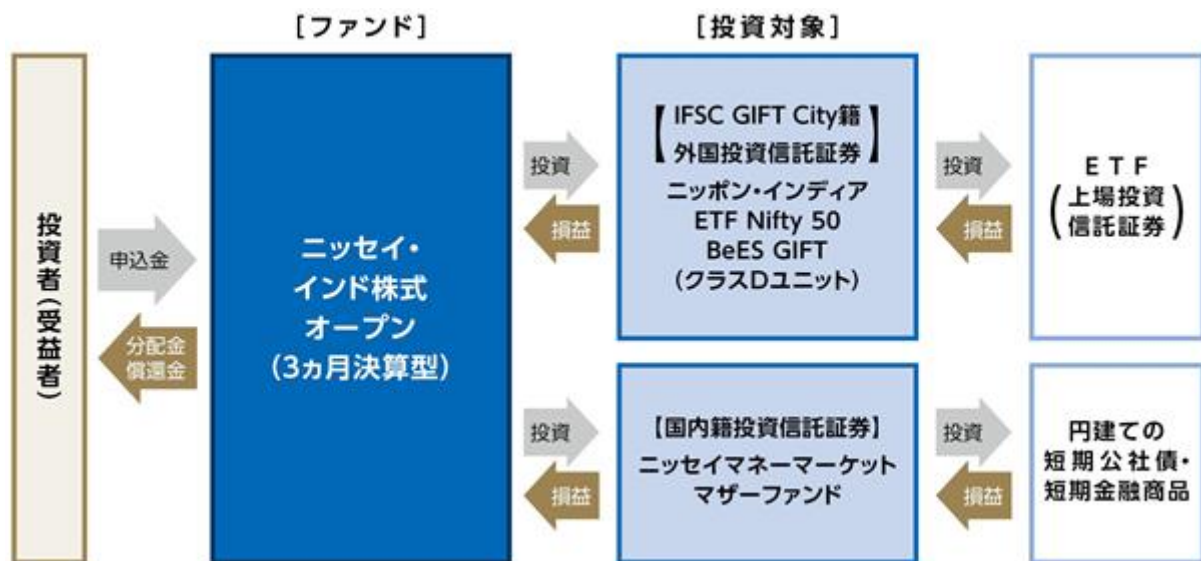 [ファンド]
[投資対象]
投資者(受益者)
申込金
分配金
償還金
ニッセイ・
インド株式
オープン
(3ヵ月決算型)
投資
損益
【IFSC GIFT City籍
外国投資信託証券】
ニッポン・インディア
ETF Nifty 50
BeES GIFT
(クラスDユニット)
投資
損益
ETF
(上場投資
信託証券)
投資
損益
【国内籍投資信託証券】
ニッセイマネーマーケット
マザーファンド
投資
損益
円建ての
短期公社債・
短期金融商品